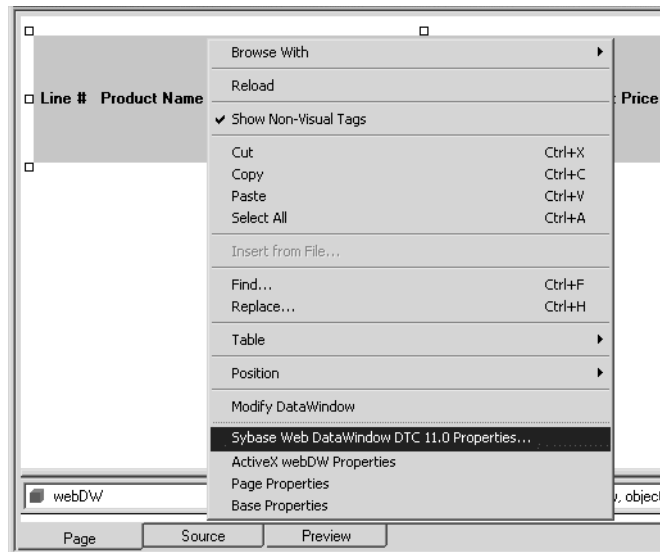 Line # Product Name
Price
Browse With
Reload
Show Non-Visual Tags
Cut Ctrl+X
Copy Ctrl+C
Paste Ctrl+V
Select All Ctrl+A
Insert from File...
Find... Ctrl+F
Replace... Ctrl+H
Table
Position
Modify DataWindow
Sybase Web DataWindow DTC 11.0 Properties...
ActiveX webDW Properties
Page Properties
Base Properties
webDW
, object
Page Source Preview